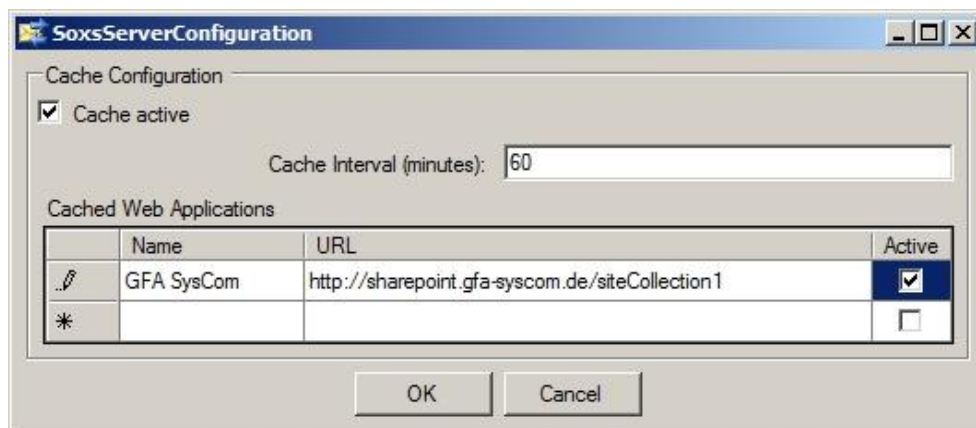 SoxsServerConfiguration
Cache Configuration
Cache active
Cache Interval (minutes): 60
Cached Web Applications
Name URL Active
GFA SysCom http://sharepoint.gfa-syscom.de/siteCollection1
OK Cancel